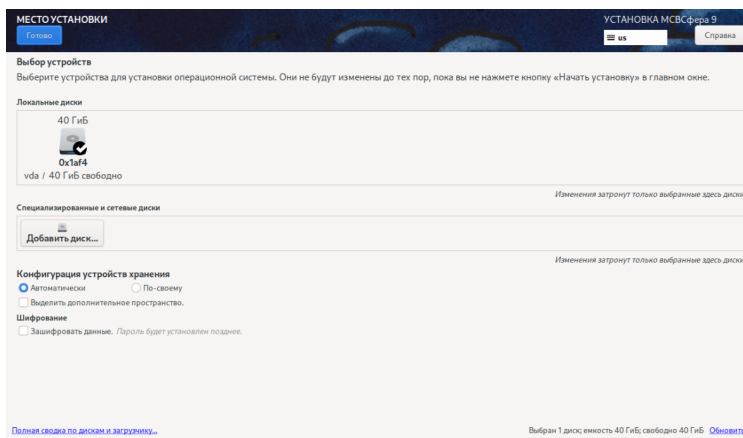 МЕСТО УСТАНОВКИ
УСТАНОВКА МСВСфера 9
Готово
us
Справка
Выбор устройств
Выберите устройства для установки операционной системы. Они не будут изменены до тех пор, пока вы не нажмете кнопку «Начать установку» в главном окне.
Локальные диски
40 ГиБ
0x1af4
vda / 40 ГиБ свободно
Изменения затронут только выбранные здесь диски
Специализированные и сетевые диски
Добавить диск...
Изменения затронут только выбранные здесь диски
Конфигурация устройств хранения
Автоматически По-своему
Выделить дополнительное пространство.
Шифрование
Зашифровать данные. Пароль будет установлен позднее.
Полная сводка по дискам и загрузчику...
Выбран 1 диск; емкость 40 ГиБ; свободно 40 ГиБ Обновить